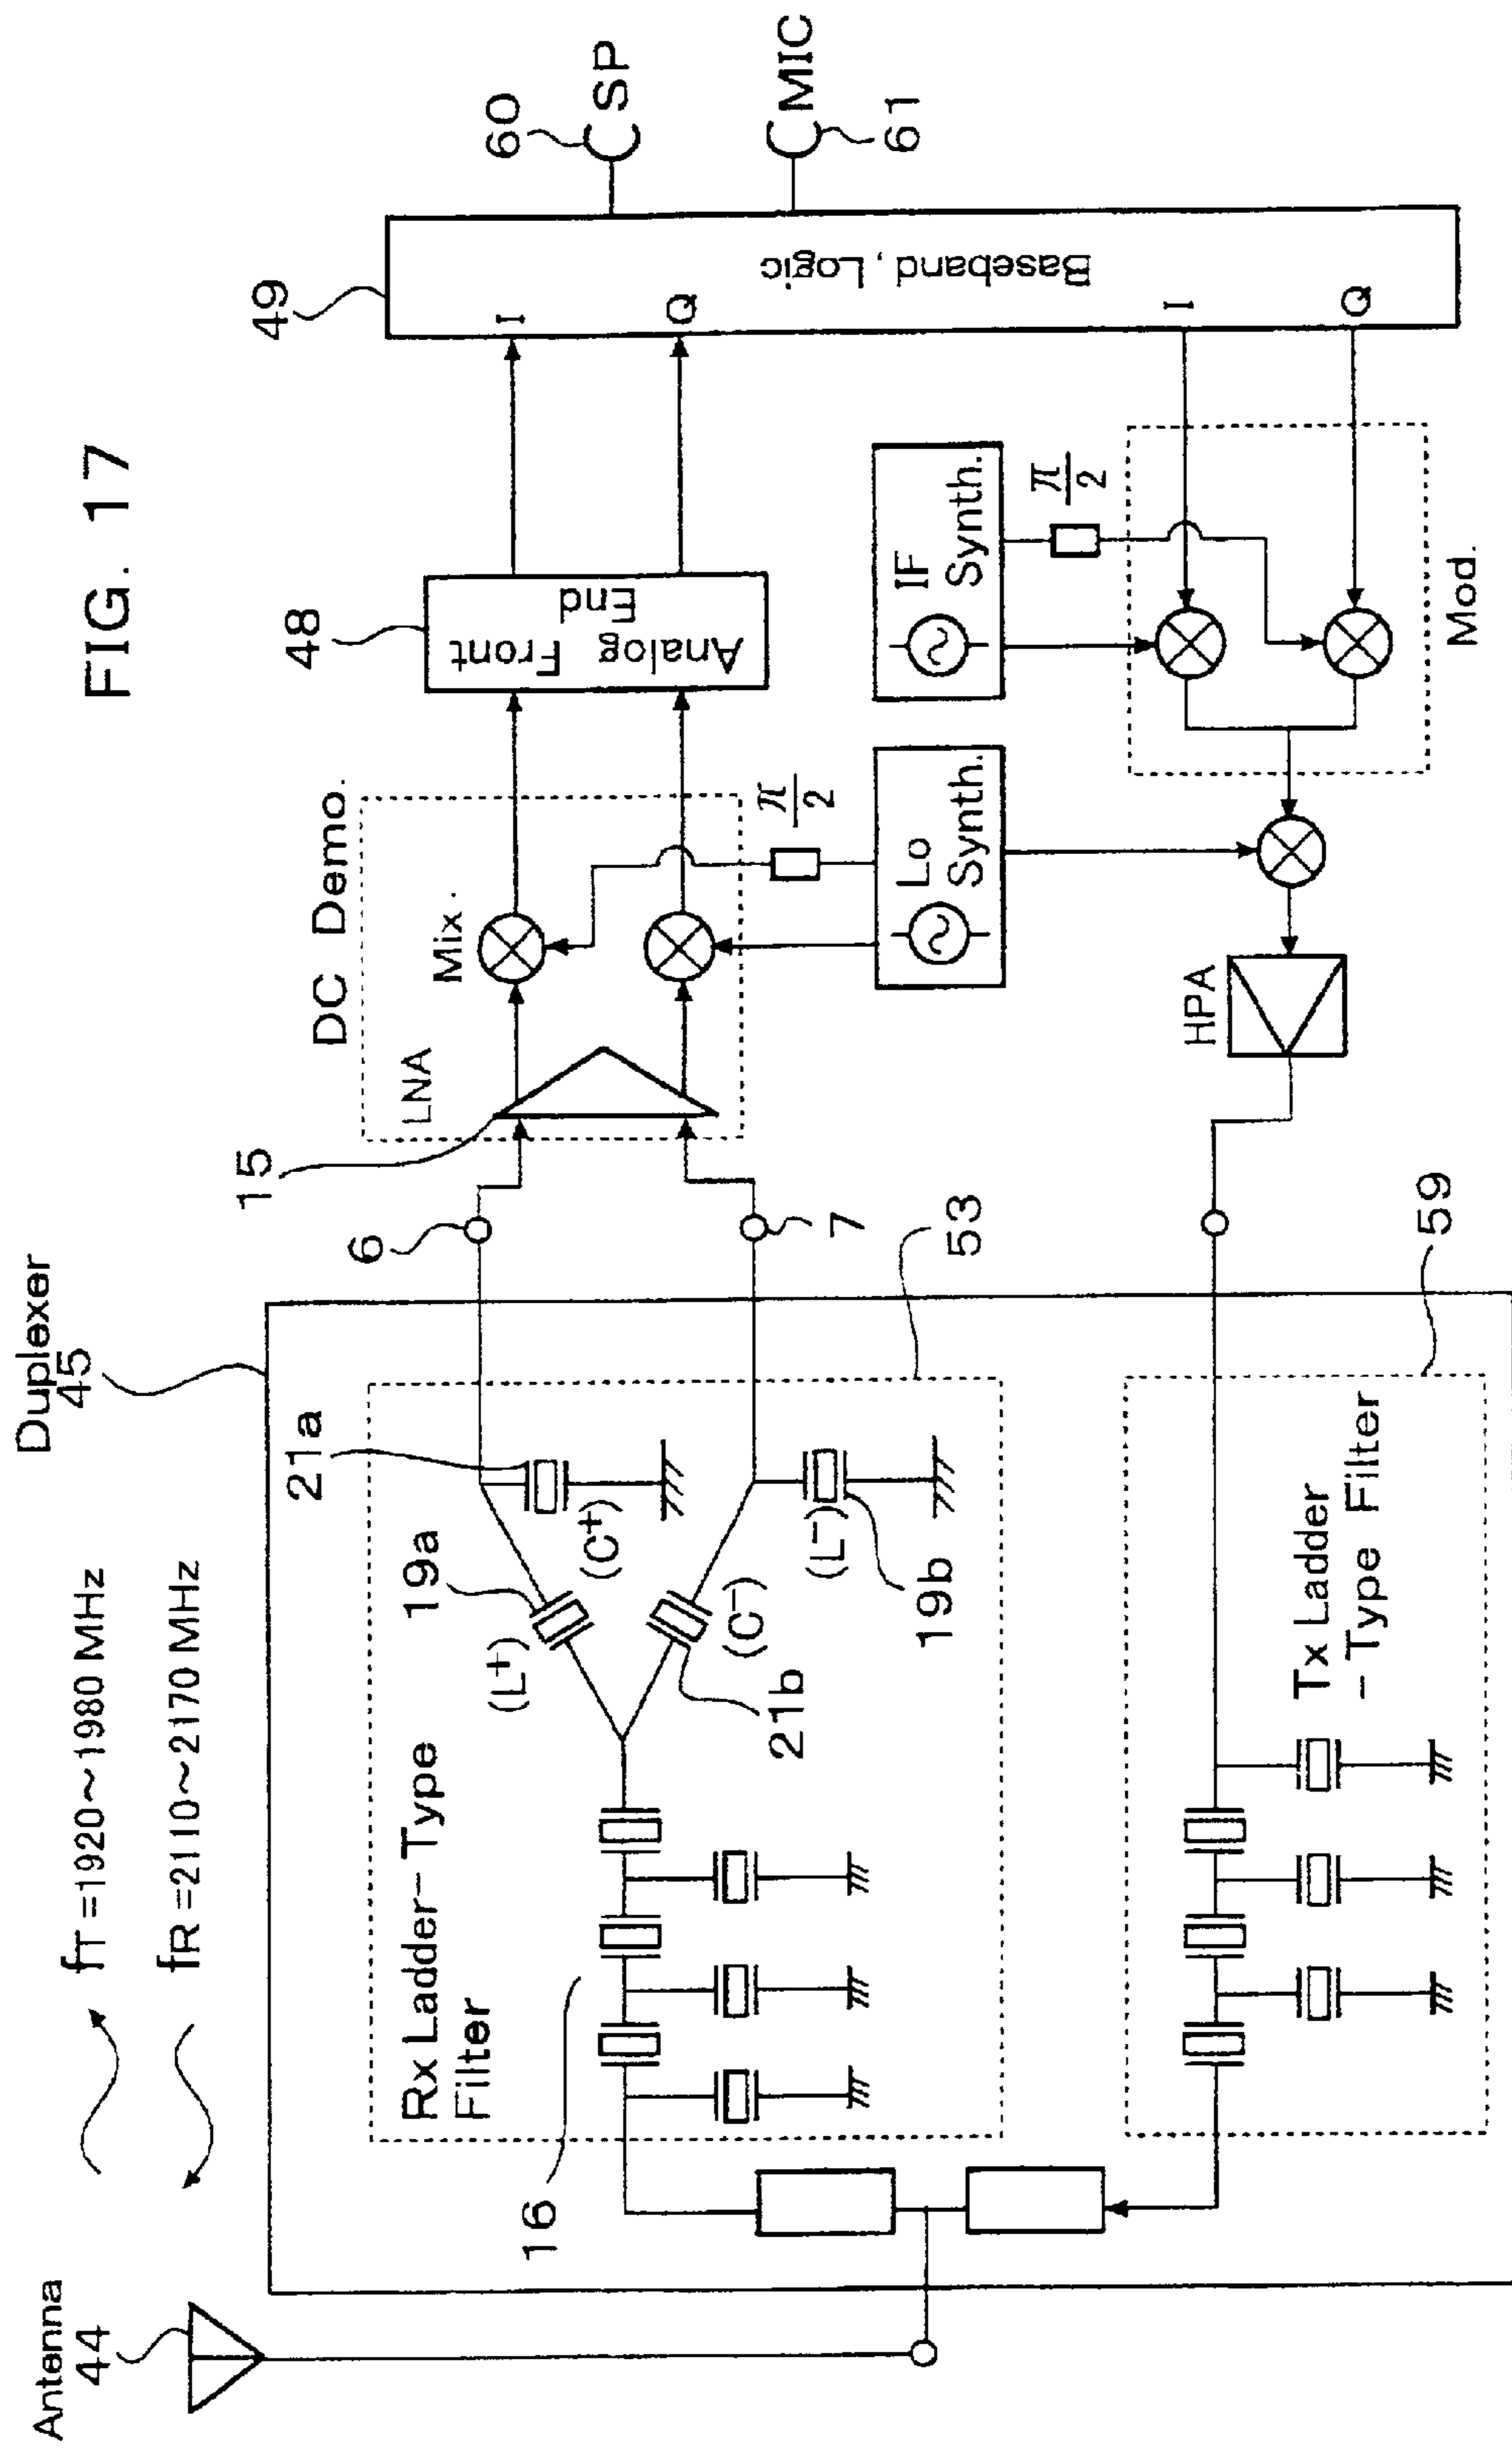 FIG. 17
Antenna
44
fT =1920~1980 MHz
fR =2110~2170 MHz
Duplexer
45
Rx Ladder-Type
Filter
16
(L+)
19a
21a
(C+)
(C−)
21b
(L−)
19b
53
6
7
15
DC Demo.
LNA
Mix.
π
2
48
Analog Front
End
49
I
Q
Baseband, Logic
I
Q
60
SP
MIC
61
Lo
Synth.
IF
Synth.
π
2
Mod.
HPA
Tx Ladder
-Type Filter
59